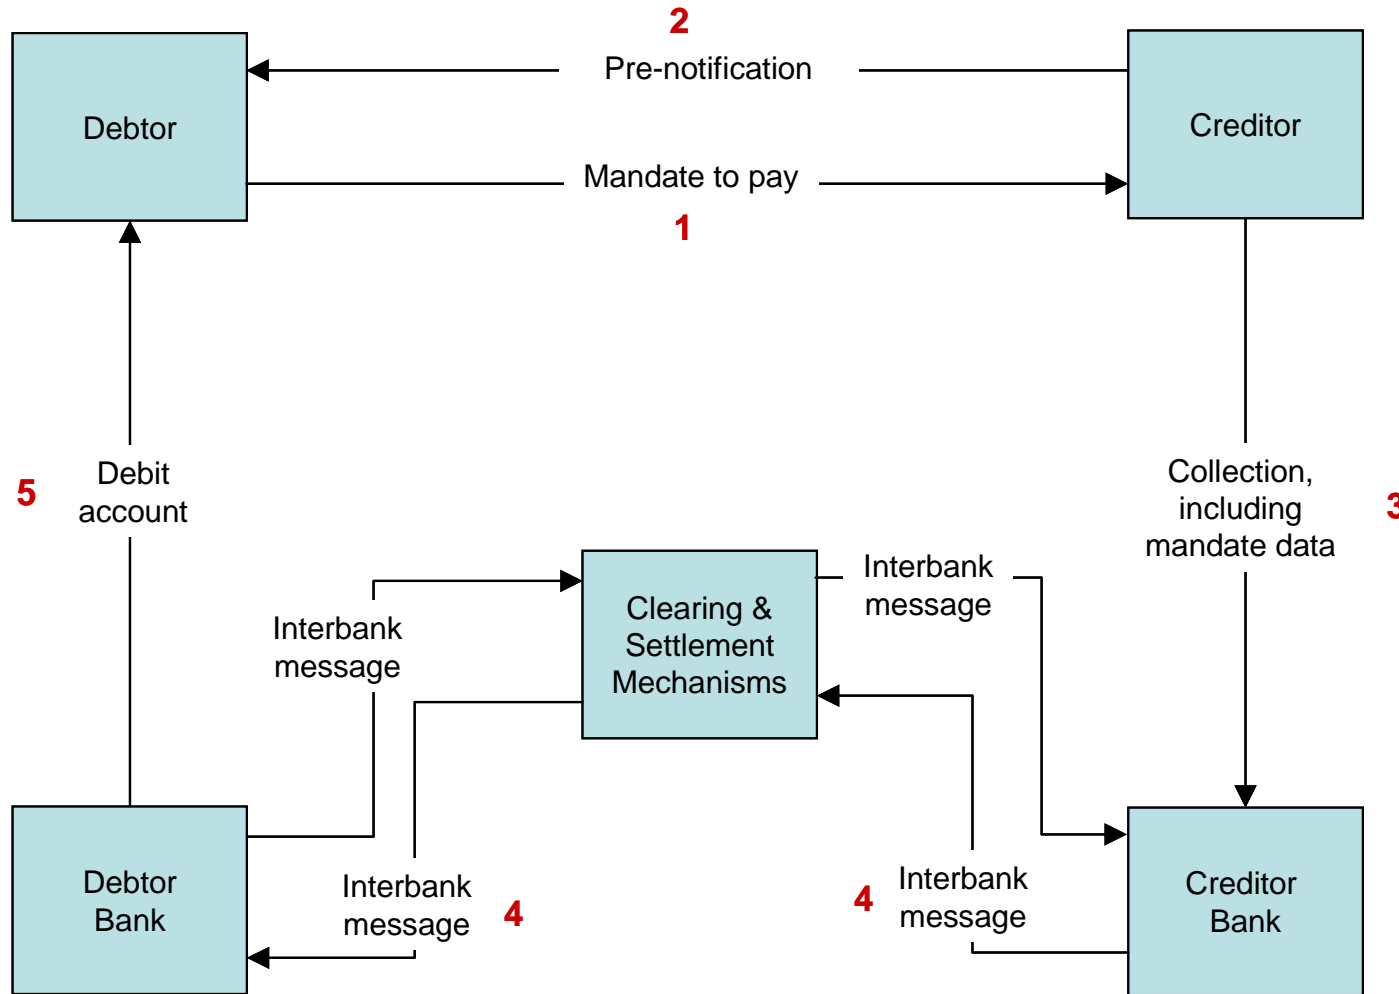 2
Pre-notification
Debtor
Creditor
Mandate to pay
1
5
Debit
account
Collection,
including
mandate data
3
Interbank
message
Clearing &
Settlement
Mechanisms
Interbank
message
Debtor
Bank
Interbank
message
4
4
Interbank
message
Creditor
Bank